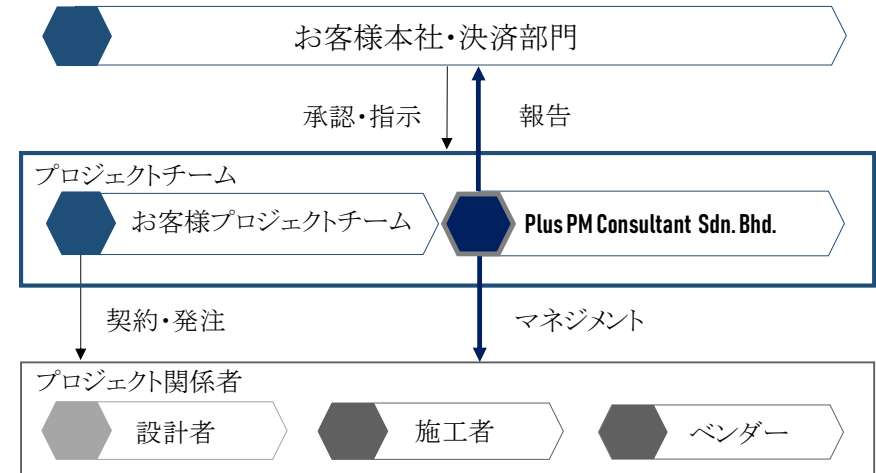 お客様本社・決済部門
承認・指示
報告
プロジェクトチーム
お客様プロジェクトチーム
Plus PM Consultant Sdn. Bhd.
契約・発注
マネジメント
プロジェクト関係者
設計者
施工者
ベンダー